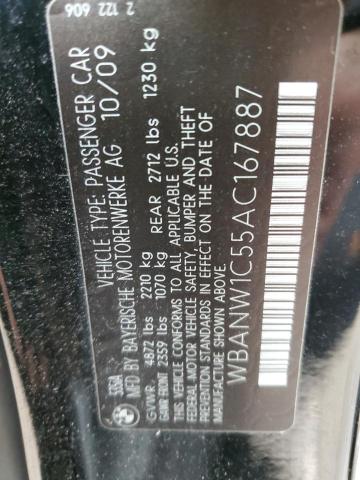 2 122 606
335XI
VEHICLE TYPE: PASSENGER CAR
MFD BY BAYERISCHE MOTORENWERKE AG 10/09
GVWR 4872 lbs 2210 kg
GAWR FRONT 2359 lbs 1070 kg REAR 2712 lbs 1230 kg
THIS VEHICLE CONFORMS TO ALL APPLICABLE U.S.
FEDERAL MOTOR VEHICLE SAFETY, BUMPER AND THEFT
PREVENTION STANDARDS IN EFFECT ON THE DATE OF
MANUFACTURE SHOWN ABOVE.
WBANW1C55AC167887